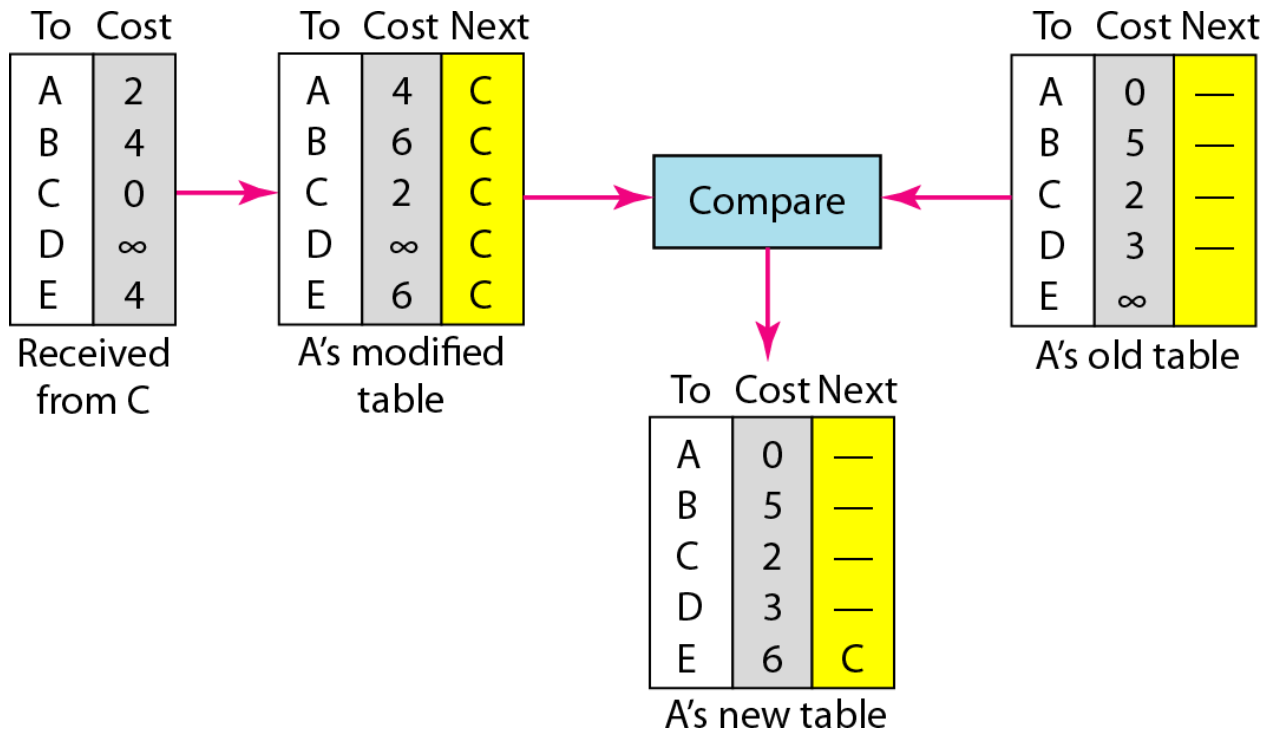 To Cost
A 2
B 4
C 0
D ∞
E 4
Received
from C
To Cost Next
A 4 C
B 6 C
C 2 C
D ∞ C
E 6 C
A's modified
table
Compare
To Cost Next
A 0 —
B 5 —
C 2 —
D 3 —
E ∞
A's old table
To Cost Next
A 0 —
B 5 —
C 2 —
D 3 —
E 6 C
A's new table